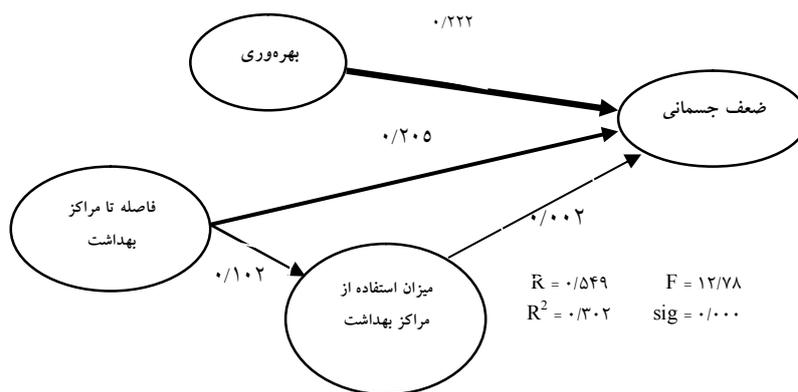 ۰/۲۲۲
بهره‌وری
ضعف جسمانی
۰/۲۰۵
فاصله تا مراکز
بهداشت
۰/۰۰۲
۰/۱۰۲
میزان استفاده از
مراکز بهداشت
R = ۰/۵۴۹ F = ۱۲/۷۸
R² = ۰/۳۰۲ sig = ۰/۰۰۰